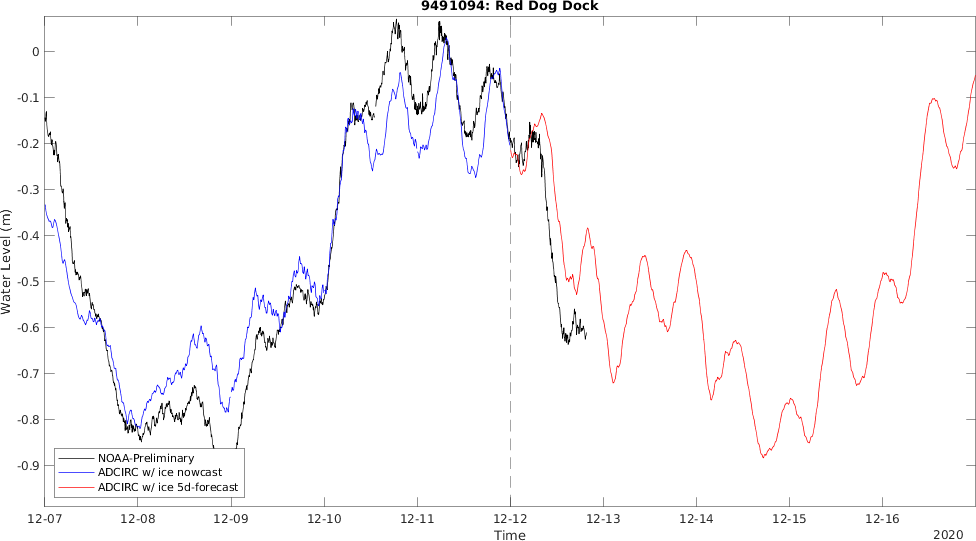 9491094: Red Dog Dock
Water Level (m)
0
-0.1
-0.2
-0.3
-0.4
-0.5
-0.6
-0.7
-0.8
-0.9
NOAA-Preliminary
ADCIRC w/ ice nowcast
ADCIRC w/ ice 5d-forecast
12-07 12-08 12-09 12-10 12-11 12-12 12-13 12-14 12-15 12-16
Time
2020